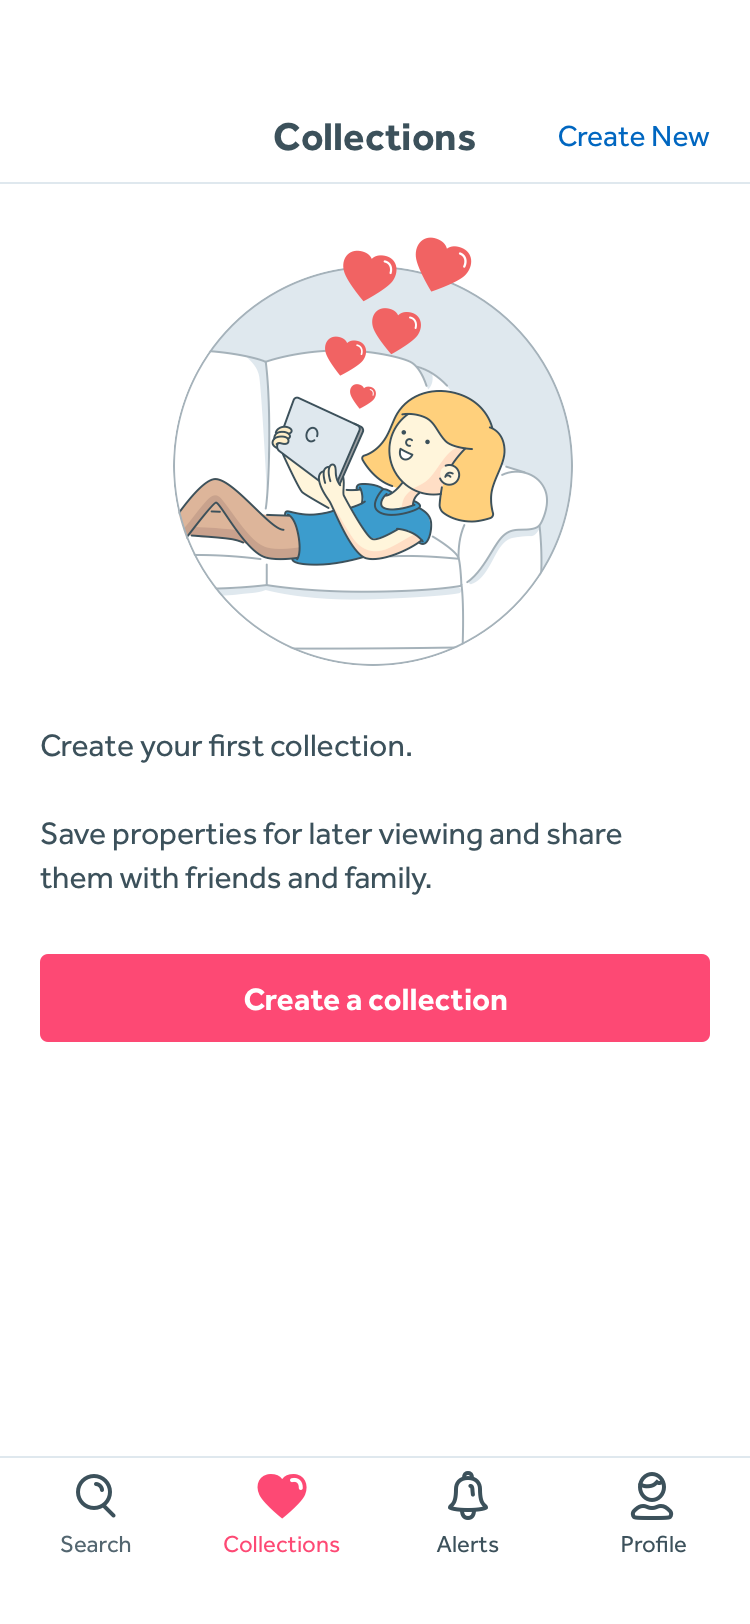 Collections
Create New
Create your first collection.
Save properties for later viewing and share
them with friends and family.
Create a collection
Search
Collections
Alerts
Profile